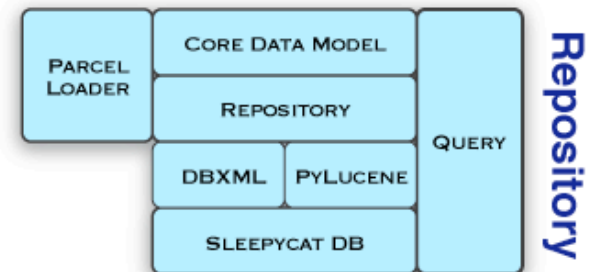 PARCEL
LOADER
CORE DATA MODEL
REPOSITORY
DBXML
PYLUCENE
SLEEPYCAT DB
QUERY
Repository